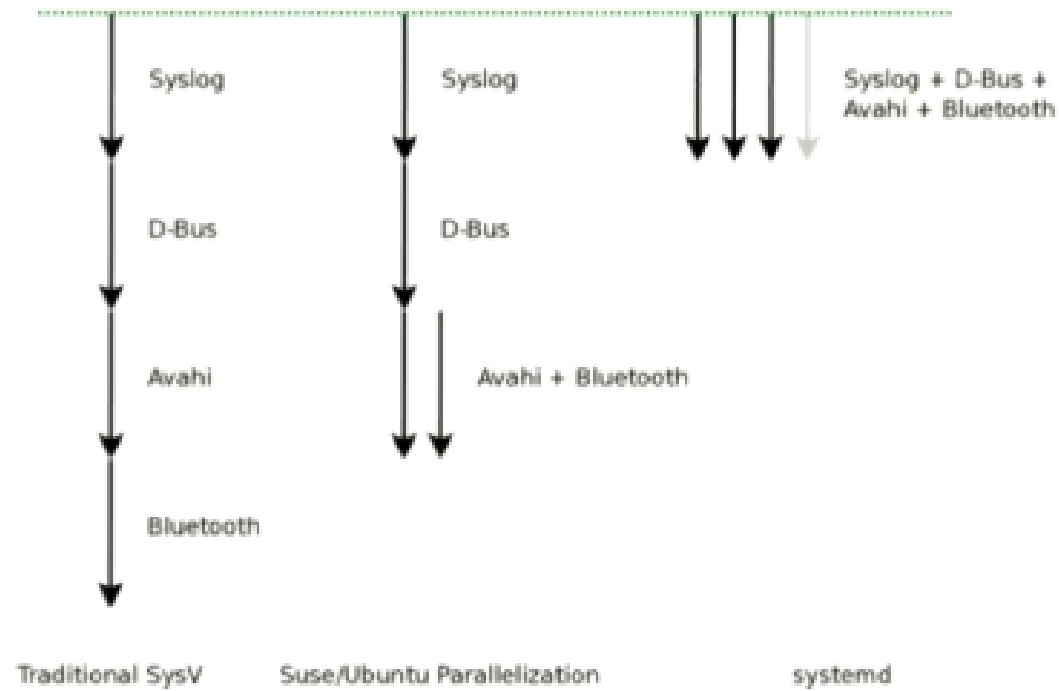 Syslog
D-Bus
Avahi
Bluetooth
Traditional SysV
Syslog
D-Bus
Avahi + Bluetooth
Suse/Ubuntu Parallelization
Syslog + D-Bus +
Avahi + Bluetooth
systemd